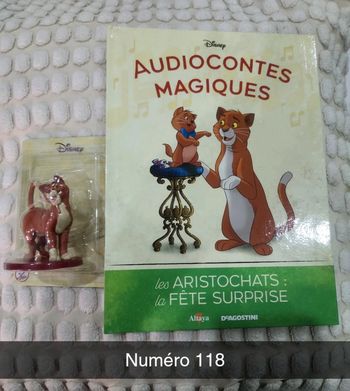 Disney
AUDIOCONTES
MAGIQUES
Disney
les ARISTOCHATS :
la FÊTE SURPRISE
Altaya DeAGOSTINI
Numéro 118